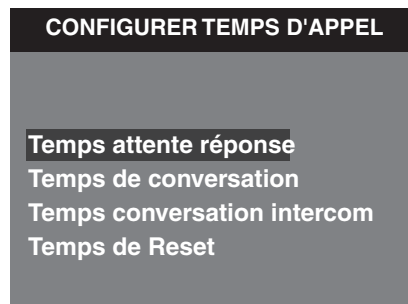 CONFIGURER TEMPS D'APPEL
Temps attente réponse
Temps de conversation
Temps conversation intercom
Temps de Reset